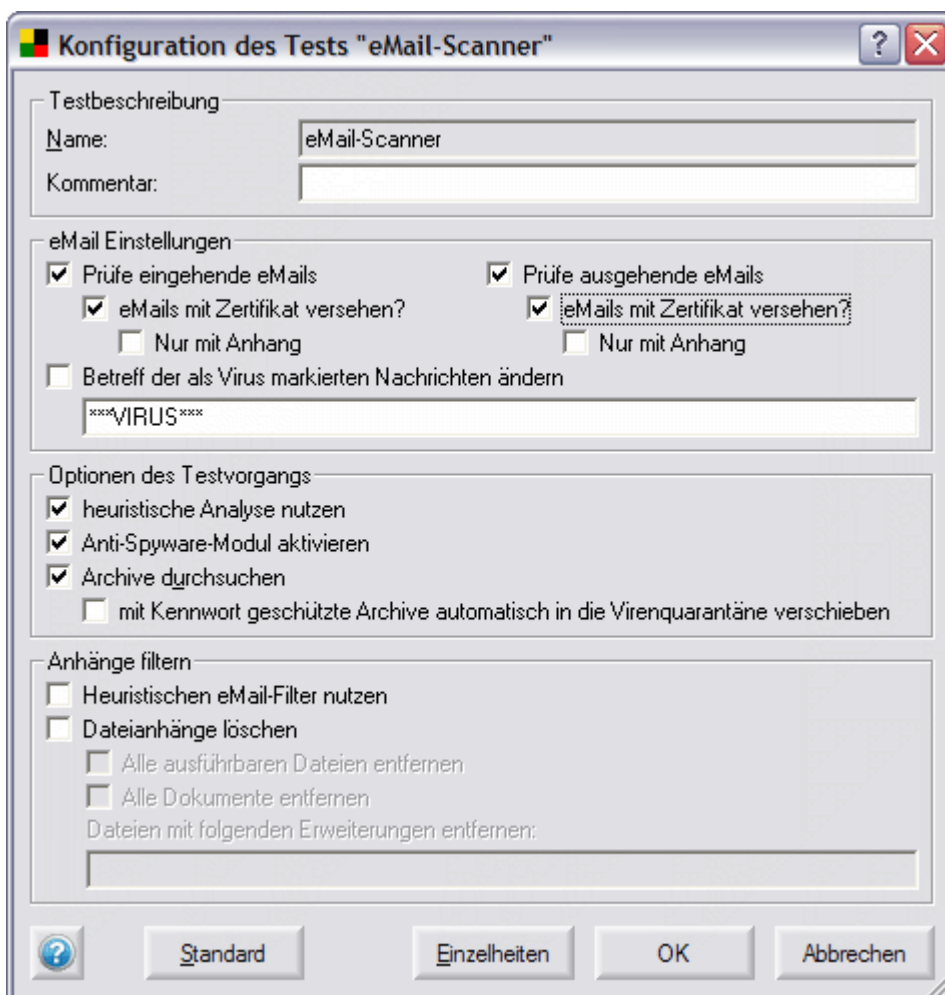 Konfiguration des Tests "eMail-Scanner"
Testbeschreibung
Name: eMail-Scanner
Kommentar:
eMail Einstellungen
Prüfe eingehende eMails Prüfe ausgehende eMails
eMails mit Zertifikat versehen? eMails mit Zertifikat versehen?
Nur mit Anhang Nur mit Anhang
Betreff der als Virus markierten Nachrichten ändern
***VIRUS***
Optionen des Testvorgangs
heuristische Analyse nutzen
Anti-Spyware-Modul aktivieren
Archive durchsuchen
mit Kennwort geschützte Archive automatisch in die Virenquarantäne verschieben
Anhänge filtern
Heuristischen eMail-Filter nutzen
Dateianhänge löschen
Alle ausführbaren Dateien entfernen
Alle Dokumente entfernen
Dateien mit folgenden Erweiterungen entfernen:
Standard Einzelheiten OK Abbrechen